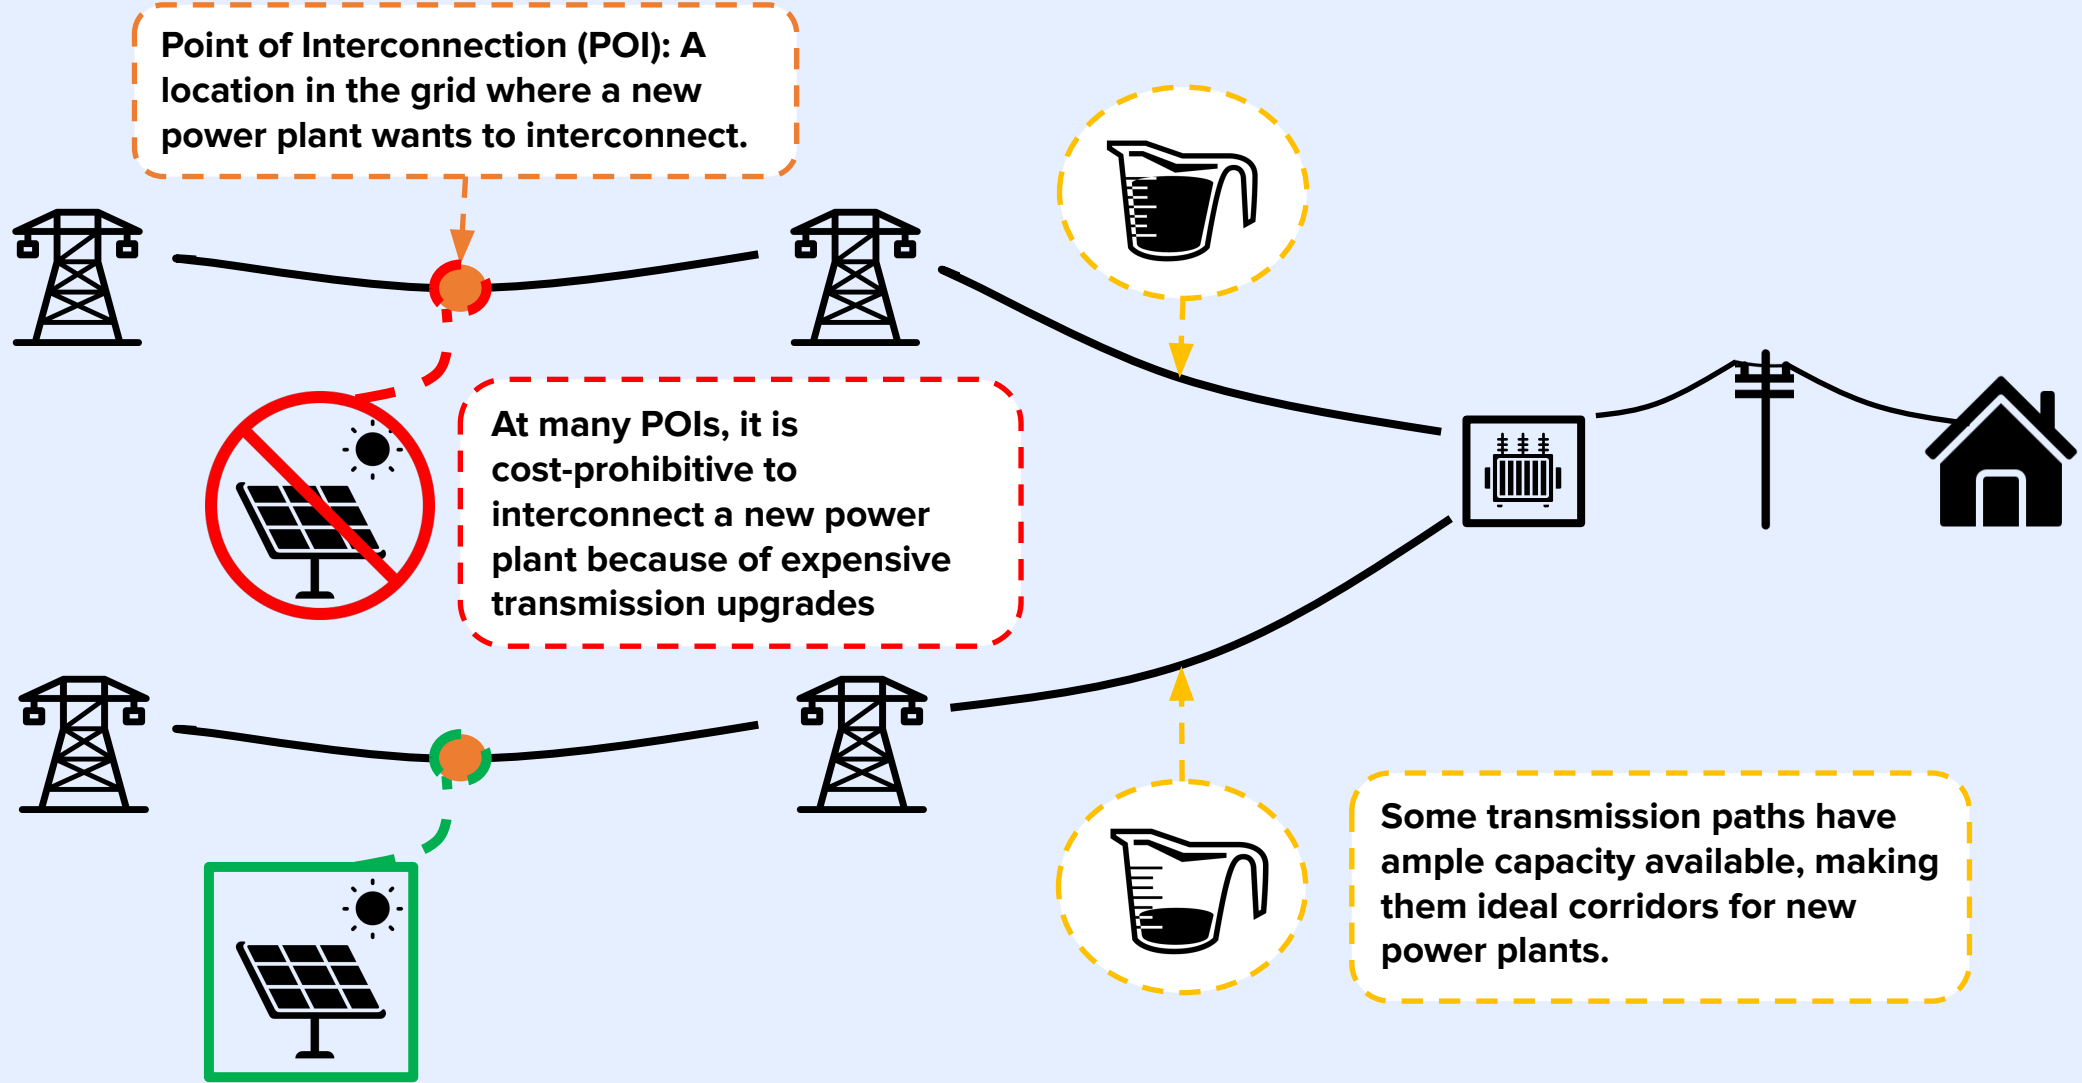 Point of Interconnection (POI): A
location in the grid where a new
power plant wants to interconnect.
At many POIs, it is
cost-prohibitive to
interconnect a new power
plant because of expensive
transmission upgrades
Some transmission paths have
ample capacity available, making
them ideal corridors for new
power plants.